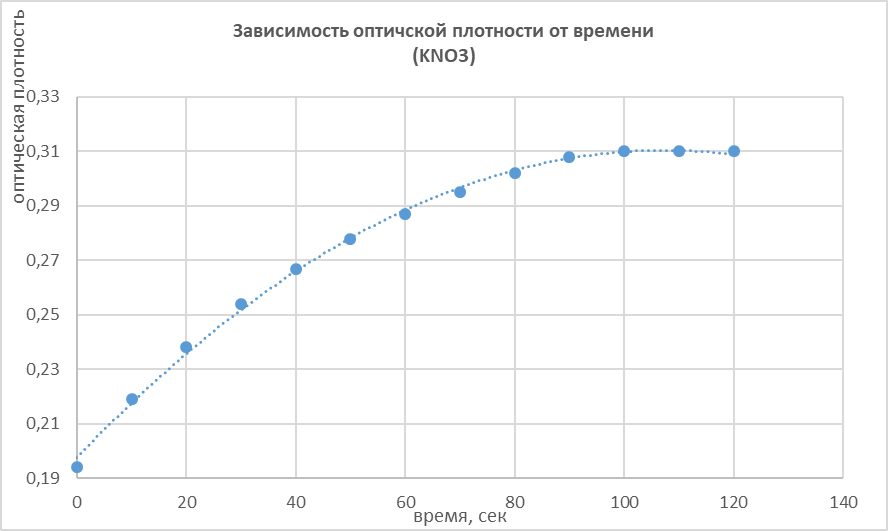 Зависимость оптичской плотности от времени
(KNO3)
оптическая плотность
0,33
0,31
0,29
0,27
0,25
0,23
0,21
0,19
0 20 40 60 80 100 120 140
время, сек